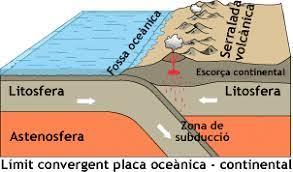 Fossa oceànica
Serralada
volcànica
Escorça continental
Litosfera
Litosfera
Astenosfera
Zona de
subducció
Límit convergent placa oceànica - continental